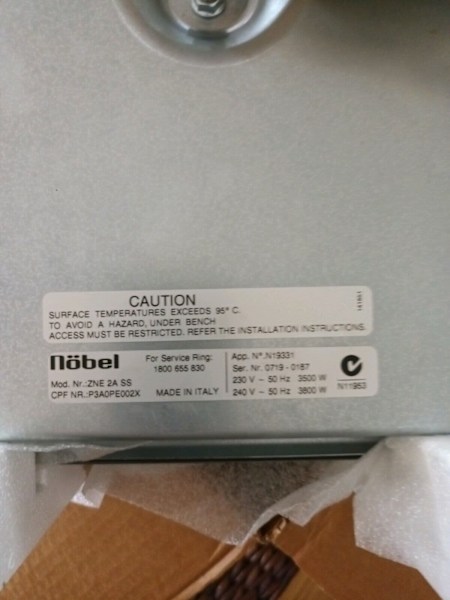 CAUTION
SURFACE TEMPERATURES EXCEEDS 95° C.
TO AVOID A HAZARD, UNDER BENCH
ACCESS MUST BE RESTRICTED. REFER THE INSTALLATION INSTRUCTIONS.
Nöbel
For Service Ring:
1800 655 830
Mod. Nr.:ZNE 2A SS
CPF NR.:P3A0PE002X
MADE IN ITALY
App. N°.N19331
Ser. Nr. 0719 - 0187
230 V ~ 50 Hz 3500 W
240 V ~ 50 Hz 3800 W
N11963